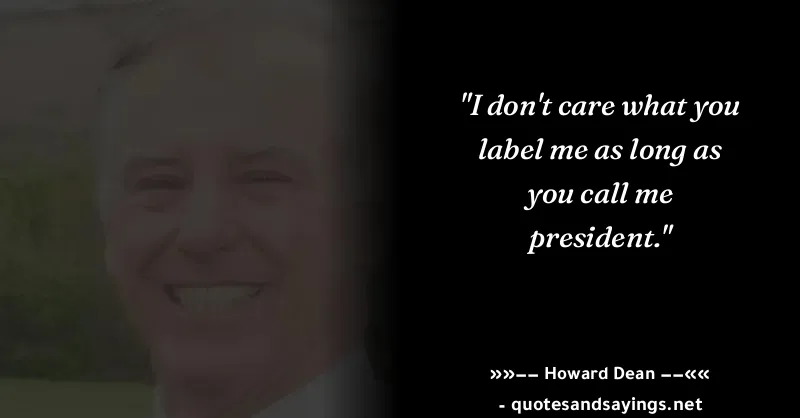 "I don't care what you
label me as long as
you call me
president."
»»—— Howard Dean ——««
- quotesandsayings.net